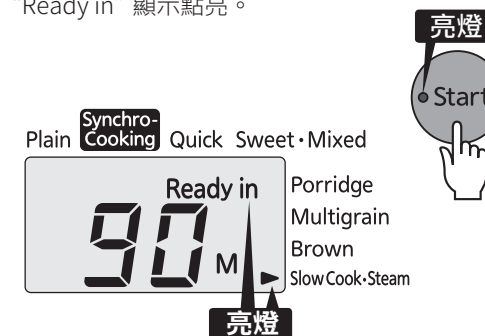 "Ready in" 顯示點亮。
亮燈
Start
Synchro-
Plain Cooking Quick Sweet・Mixed
Ready in
Porridge
90 M
Multigrain
Brown
Slow Cook・Steam
亮燈